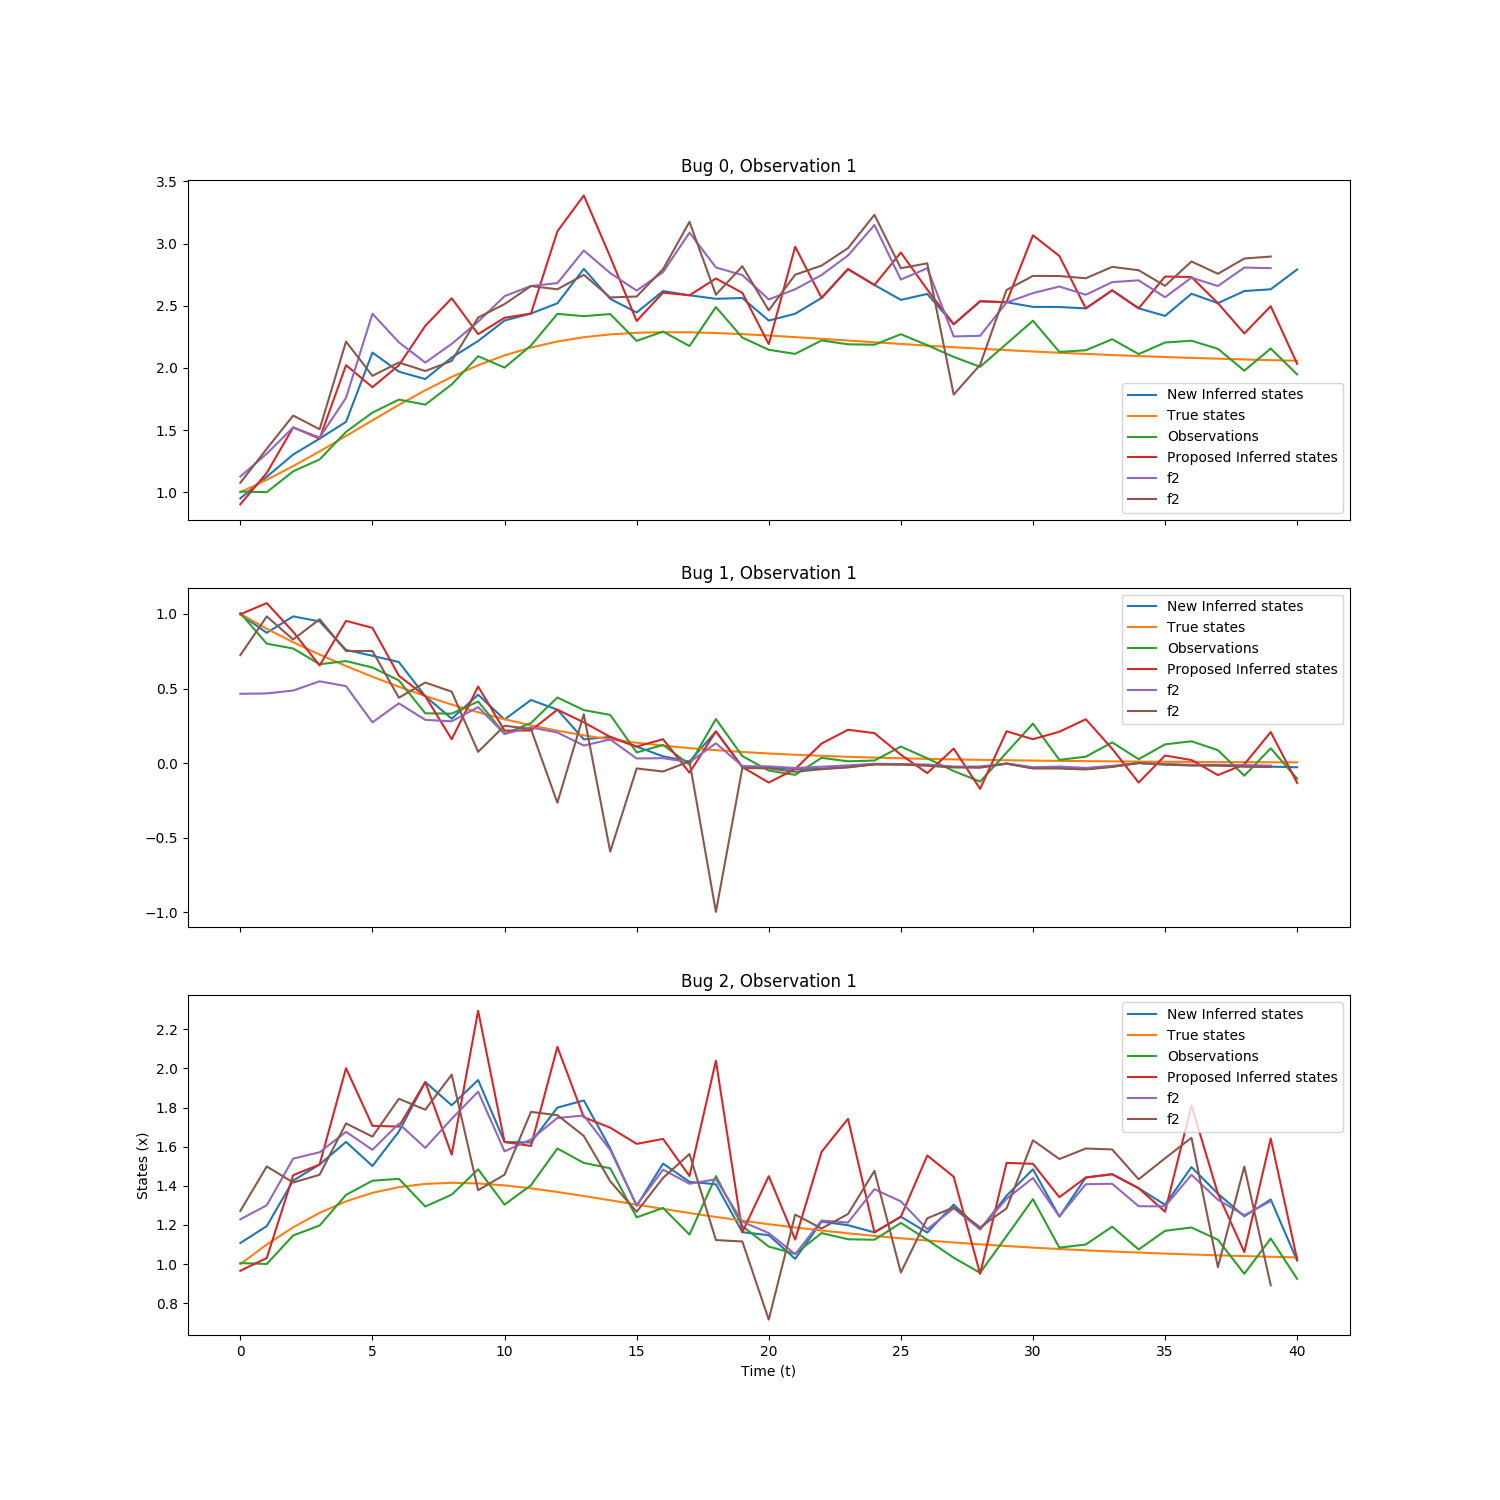 Bug 0, Observation 1
3.5
3.0
2.5
2.0
1.5
1.0
New Inferred states
True states
Observations
Proposed Inferred states
f2
f2
Bug 1, Observation 1
1.0
0.5
0.0
−0.5
−1.0
New Inferred states
True states
Observations
Proposed Inferred states
f2
f2
Bug 2, Observation 1
States (x)
2.2
2.0
1.8
1.6
1.4
1.2
1.0
0.8
New Inferred states
True states
Observations
Proposed Inferred states
f2
f2
0 5 10 15 20 25 30 35 40
Time (t)